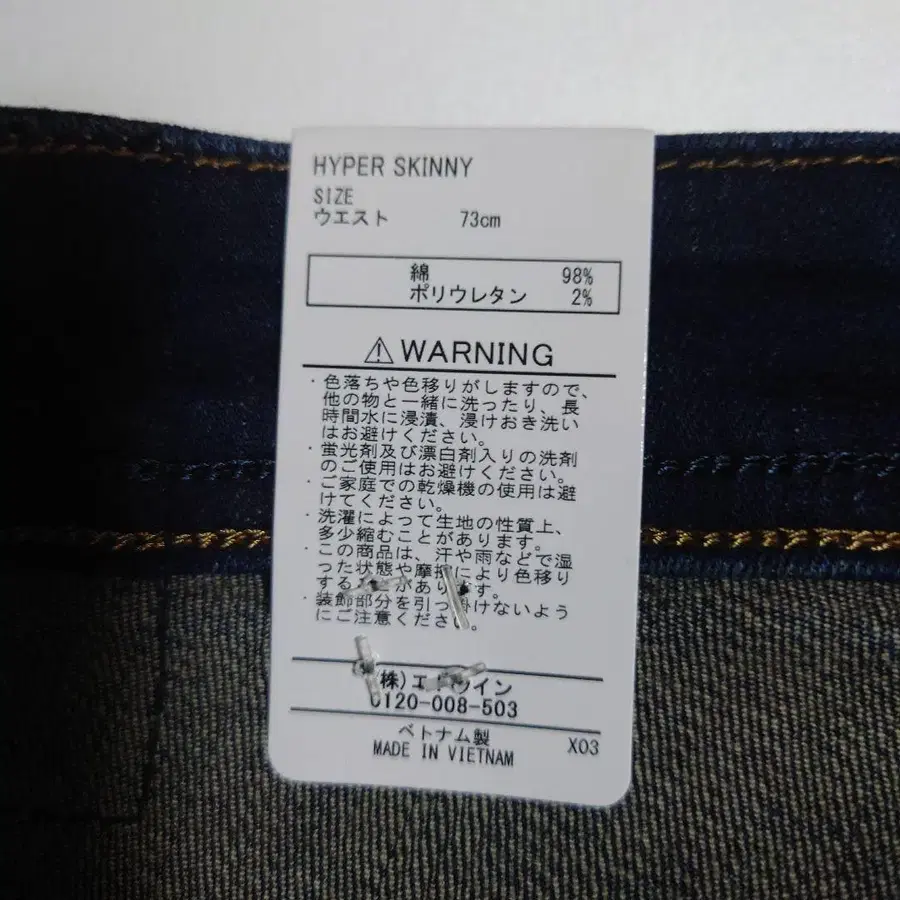 HYPER SKINNY
SIZE
ウエスト 73cm
綿 98%
ポリウレタン 2%
⚠WARNING
・色落ちや色移りがしますので、
他の物と一緒に洗ったり、長
時間水に浸漬、浸けおき洗い
はお避けください。
・蛍光剤及び漂白剤入りの洗剤
のご使用はお避けください。
・ご家庭での乾燥機の使用は避
けてください。
・洗濯によって生地の性質上、
多少縮むことがあります。
・この商品は、汗や雨などで湿
った状態や摩擦により色移り
することがあります。
・装飾部分を引っ掛けないよう
にご注意ください。
(株)エドウイン
0120-008-503
ベトナム製
MADE IN VIETNAM X03